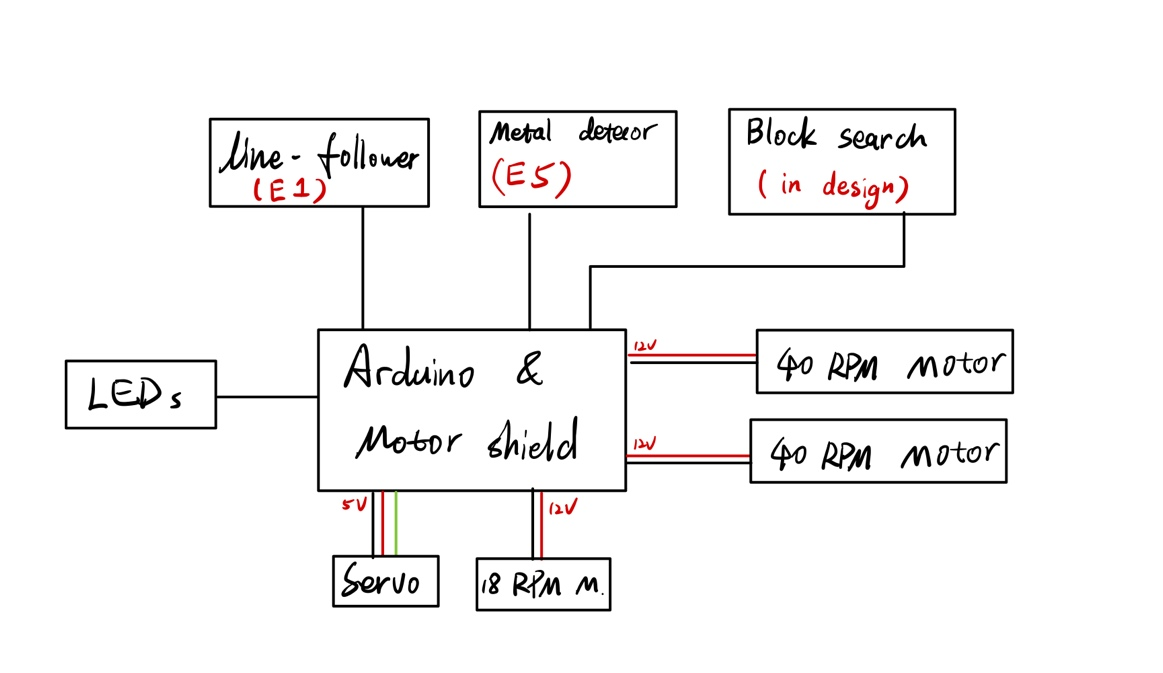 Line-follower
(E1)
Metal detector
(E5)
Block search
(in design)
LEDs
Arduino &
Motor shield
12V
40 RPM motor
12V
40 RPM motor
5V
12V
Servo
18 RPM M.